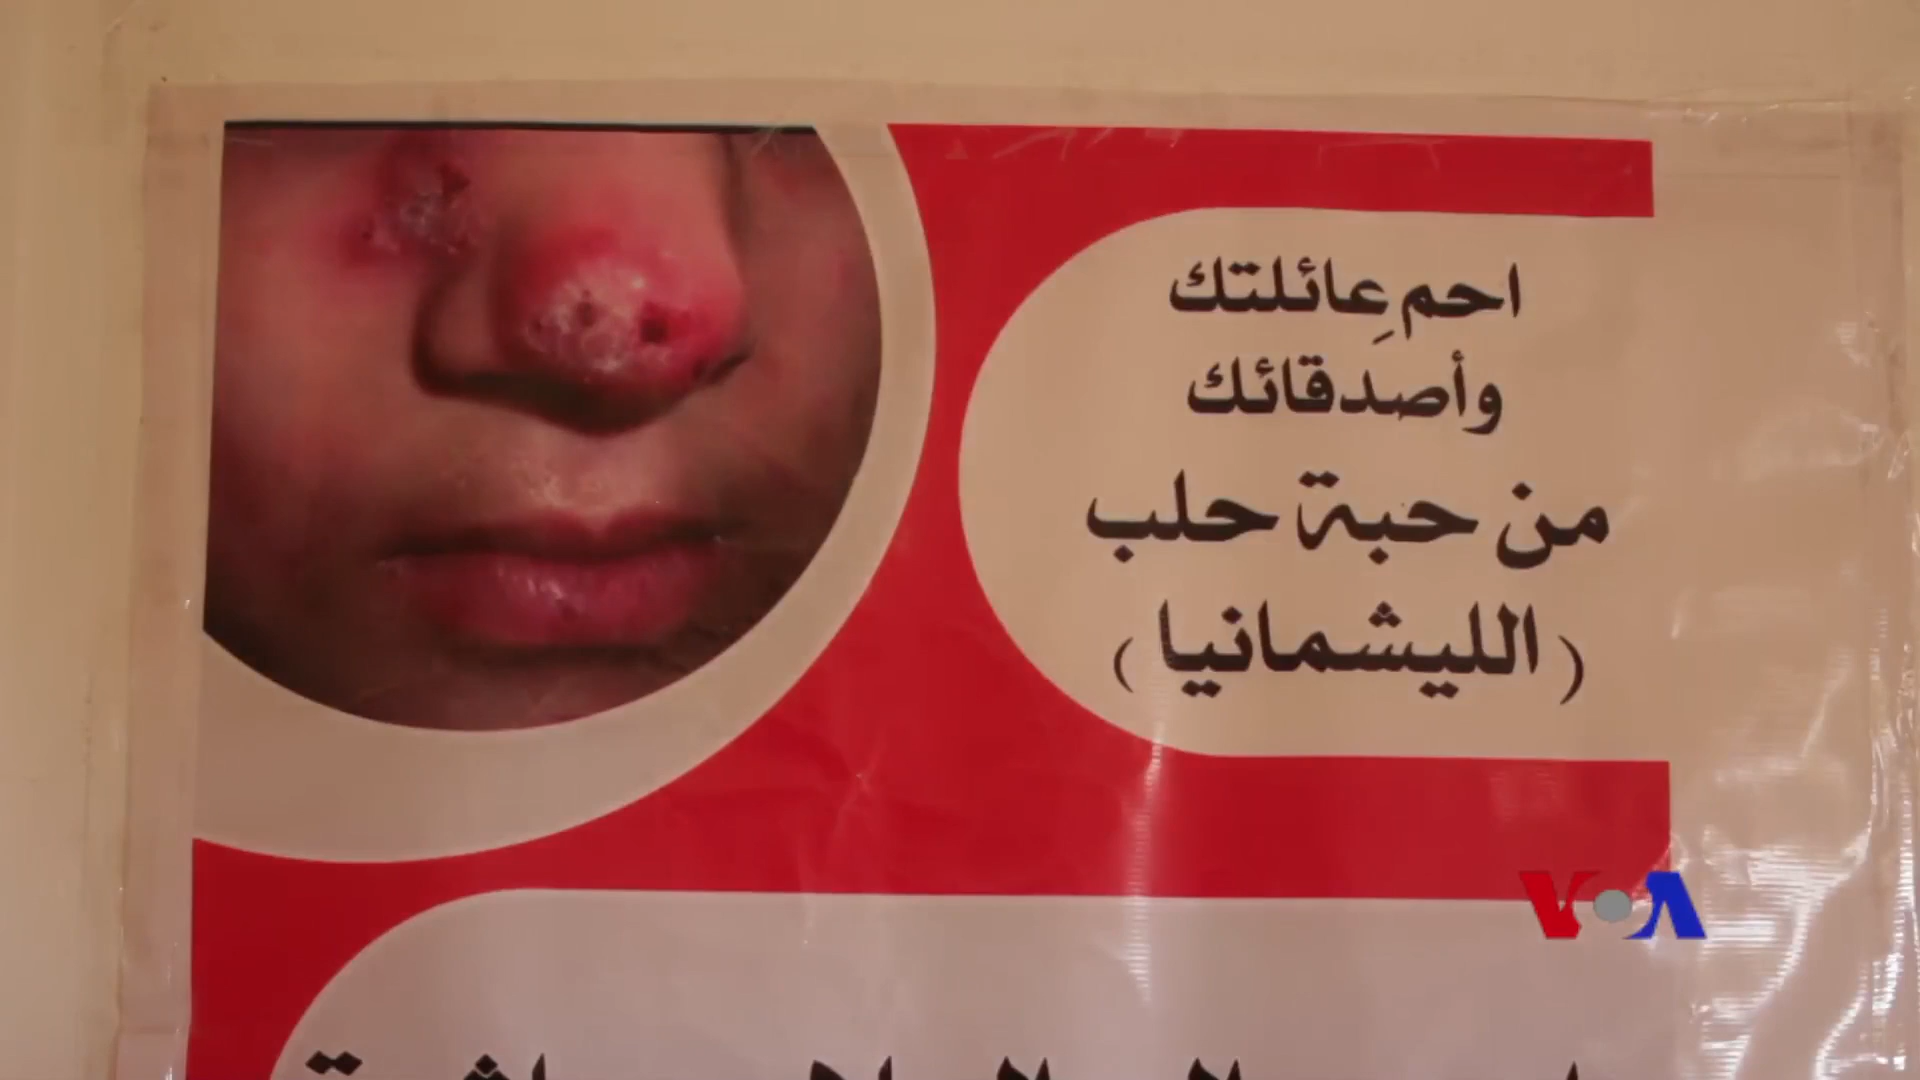 احمِ عائلتك
وأصدقائك
من حبة حلب
(الليشمانيا)
VOA